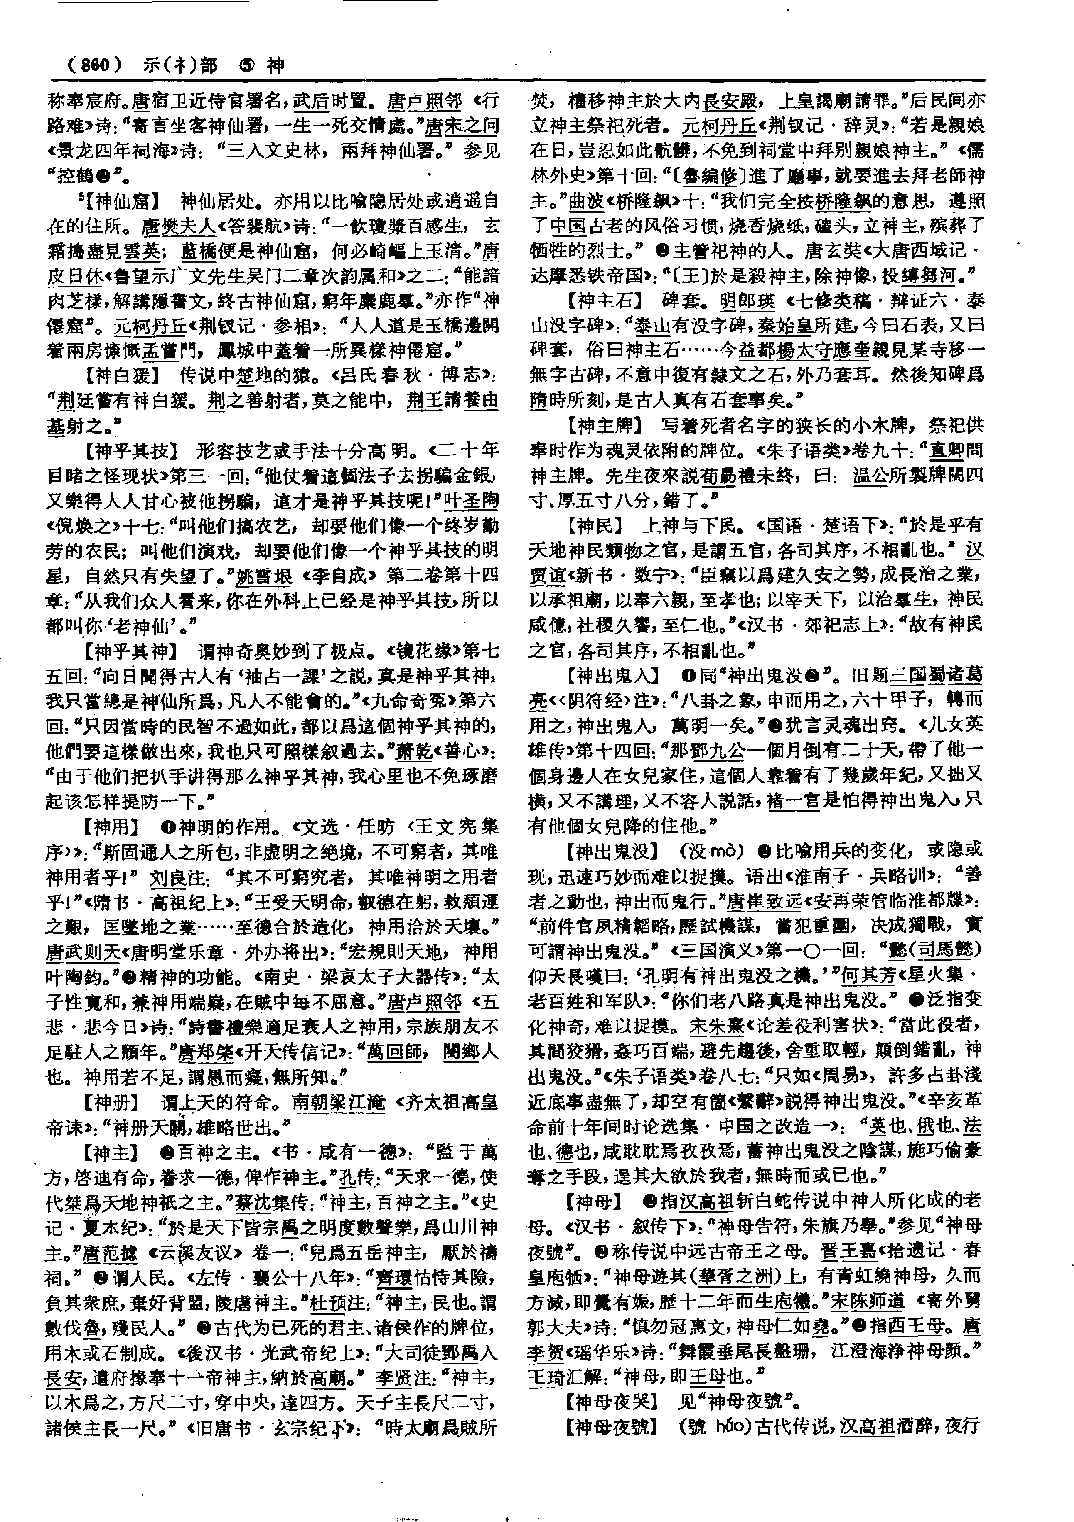 （860） 示(礻)部 ⑤ 神
称奉宸府。唐宿卫近侍官署名，武后时置。唐卢照邻《行
路难》诗：“寄言坐客神仙署，一生一死交情處。”唐宋之问
《景龙四年祠海》诗：“三入文史林，兩拜神仙署。”参见
“控鹤❷”。
【神仙窟】 神仙居处。亦用以比喻隐居处或逍遥自
在的住所。唐樊夫人《答裴航》诗：“一飲瓊漿百感生，玄
霜搗盡見雲英；藍橋便是神仙窟，何必崎嶇上玉清。”唐
皮日休《鲁望示广文先生吴门二章次韵属和》之二：“能諳
肉芝樣，解講隱書文，終古神仙窟，窮年麋鹿羣。”亦作“神
僊窟”。元柯丹丘《荆钗记·参相》：“人人道是玉橋邊闕
着兩房慷慨孟嘗門，鳳城中蓋着一所異樣神僊窟。”
【神白猨】 传说中楚地的猿。《吕氏春秋·博志》：
“荆廷嘗有神白猨。荆之善射者，莫之能中，荆王請養由
基射之。”
【神乎其技】 形容技艺或手法十分高明。《二十年
目睹之怪现状》第三一回：“他仗着這個法子去拐騙金銀，
又樂得人人甘心被他拐騙，這才是神乎其技呢！”叶圣陶
《倪焕之》十七：“叫他们搞农艺，却要他们像一个终岁勤
劳的农民；叫他们演戏，却要他们像一个神乎其技的明
星，自然只有失望了。”姚雪垠《李自成》第二卷第十四
章：“从我们众人看来，你在外科上已经是神乎其技，所以
都叫你‘老神仙’。”
【神乎其神】 谓神奇奥妙到了极点。《镜花缘》第七
五回：“向日聞得古人有‘袖占一課’之説，真是神乎其神，
我只當總是神仙所爲，凡人不能會的。”《九命奇冤》第六
回：“只因當時的民智不過如此，都以爲這個神乎其神的，
他們要這樣做出來，我也只可照樣叙過去。”萧乾《善心》：
“由于他们把扒手讲得那么神乎其神，我心里也不免琢磨
起该怎样提防一下。”
【神用】 ❶神明的作用。《文选·任昉〈王文宪集
序〉》：“斯固通人之所包，非虚明之絶境，不可窮者，其唯
神用者乎！”刘良注：“其不可窮究者，其唯神明之用者
乎！”《隋书·高祖纪上》：“王受天明命，叡德在躬，救頹運
之艱，匡墜地之業……至德合於造化，神用洽於天壤。”
唐武则天《唐明堂乐章·外办将出》：“宏規則天地，神用
叶陶鈞。”❷精神的功能。《南史·梁哀太子大器传》：“太
子性寬和，兼神用端嶷，在賊中每不屈意。”唐卢照邻《五
悲·悲今日》诗：“詩書禮樂適足衰人之神用，宗族朋友不
足駐人之頹年。”唐郑棨《开天传信记》：“萬回師，閿鄉人
也。神用若不足，謂愚而癡，無所知。”
【神册】 谓上天的符命。南朝梁江淹《齐太祖高皇
帝诔》：“神册天闢，雄略世出。”
【神主】 ❶百神之主。《书·咸有一德》：“監于萬
方，啓迪有命，眷求一德，俾作神主。”孔传：“天求一德，使
代桀爲天地神祇之主。”蔡沈集传：“神主，百神之主。”《史
记·夏本纪》：“於是天下皆宗禹之明度數聲樂，爲山川神
主。”唐范摅《云溪友议》卷一：“兒爲五岳神主，厭於禱
祠。”❷谓人民。《左传·襄公十八年》：“齊環怙恃其險，
負其衆庶，棄好背盟，陵虐神主。”杜预注：“神主，民也。謂
數伐魯，殘民人。”❸古代为已死的君主、诸侯作的牌位，
用木或石制成。《後汉书·光武帝纪上》：“大司徒鄧禹入
長安，遣府掾奉十一帝神主，納於高廟。”李贤注：“神主，
以木爲之，方尺二寸，穿中央，達四方。天子主長尺二寸，
諸侯主長一尺。”《旧唐书·玄宗纪下》：“時太廟爲賊所
焚，權移神主於大内長安殿，上皇謁廟請罪。”后民间亦
立神主祭祀死者。元柯丹丘《荆钗记·辞灵》：“若是親娘
在日，豈忍如此骯髒，不免到祠堂中拜别親娘神主。”《儒
林外史》第十回：“〔魯編修〕進了廳事，就要進去拜老師神
主。”曲波《桥隆飙》十：“我们完全按桥隆飙的意思，遵照
了中国古老的风俗习惯，烧香烧纸，磕头，立神主，殡葬了
牺牲的烈士。”❹主管祀神的人。唐玄奘《大唐西域记·
达摩悉铁帝国》：“〔王〕於是殺神主，除神像，投縛芻河。”
【神主石】 碑套。明郎瑛《七修类稿·辩证六·泰
山没字碑》：“泰山有没字碑，秦始皇所建，今曰石表，又曰
碑套，俗曰神主石……今益都楊太守應奎親見某寺移一
無字古碑，不意中復有隸文之石，外乃套耳。然後知碑爲
隋時所刻，是古人真有石套事矣。”
【神主牌】 写着死者名字的狭长的小木牌，祭祀供
奉时作为魂灵依附的牌位。《朱子语类》卷九十：“直卿問
神主牌。先生夜來説荀勗禮未終，曰：温公所製牌闊四
寸、厚五寸八分，錯了。”
【神民】 上神与下民。《国语·楚语下》：“於是乎有
天地神民類物之官，是謂五官，各司其序，不相亂也。”汉
贾谊《新书·数宁》：“臣竊以爲建久安之勢，成長治之業，
以承祖廟，以奉六親，至孝也；以宰天下，以治羣生，神民
咸億，社稷久饗，至仁也。”《汉书·郊祀志上》：“故有神民
之官，各司其序，不相亂也。”
【神出鬼入】 ❶同“神出鬼没❷”。旧题三国蜀诸葛
亮《〈阴符经〉注》：“八卦之象，申而用之，六十甲子，轉而
用之，神出鬼入，萬明一矣。”❷犹言灵魂出窍。《儿女英
雄传》第十四回：“那鄧九公一個月倒有二十天，帶了他一
個身邊人在女兒家住，這個人靠着有了幾歲年紀，又拙又
横，又不講理，又不容人説話，褚一官是怕得神出鬼入，只
有他個女兒降的住他。”
【神出鬼没】 （没 mò）❶比喻用兵的变化，或隐或
现，迅速巧妙而难以捉摸。语出《淮南子·兵略训》：“善
者之動也，神出而鬼行。”唐崔致远《安再荣管临淮都牒》：
“前件官夙精韜略，歷試機謀，嘗犯重圍，决成獨戰，實
可謂神出鬼没。”《三国演义》第一〇一回：“懿（司馬懿）
仰天長嘆曰：‘孔明有神出鬼没之機。’”何其芳《星火集·
老百姓和军队》：“你们老八路真是神出鬼没。”❷泛指变
化神奇，难以捉摸。宋朱熹《论差役利害状》：“當此役者，
其間狡猾，姦巧百端，避先趨後，舍重取輕，顛倒錯亂，神
出鬼没。”《朱子语类》卷八七：“只如《周易》，許多占卦淺
近底事盡無了，却空有箇《繫辭》説得神出鬼没。”《辛亥革
命前十年间时论选集·中国之改造一》：“英也、俄也、法
也、德也，咸耽耽焉孜孜焉，蓄神出鬼没之陰謀，施巧偷豪
奪之手段，逞其大欲於我者，無時而或已也。”
【神母】 ❶指汉高祖斩白蛇传说中神人所化成的老
母。《汉书·叙传下》：“神母告符，朱旗乃舉。”参见“神母
夜號”。❷称传说中远古帝王之母。晋王嘉《拾遗记·春
皇庖牺》：“神母遊其（華胥之洲）上，有青虹繞神母，久而
方滅，即覺有娠，歷十二年而生庖犧。”宋陈师道《寄外舅
郭大夫》诗：“慎勿冠惠文，神母仁如堯。”❸指西王母。唐
李贺《瑶华乐》诗：“舞霞垂尾長盤珊，江澄海浄神母顔。”
王琦汇解：“神母，即王母也。”
【神母夜哭】 见“神母夜號”。
【神母夜號】 （號 háo）古代传说，汉高祖酒醉，夜行